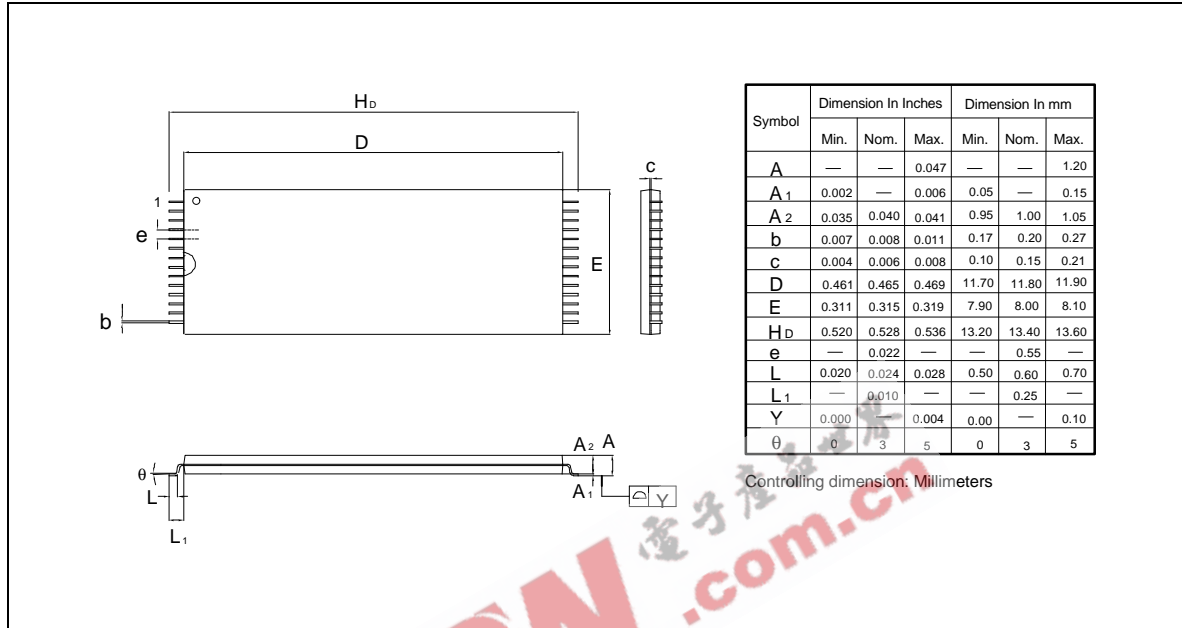 HD
D
c
1
e
E
b
A2 A
θ
L
A1
Y
L1
Symbol Dimension In Inches Dimension In mm
Min. Nom. Max. Min. Nom. Max.
A — — 0.047 — — 1.20
A1 0.002 — 0.006 0.05 — 0.15
A2 0.035 0.040 0.041 0.95 1.00 1.05
b 0.007 0.008 0.011 0.17 0.20 0.27
c 0.004 0.006 0.008 0.10 0.15 0.21
D 0.461 0.465 0.469 11.70 11.80 11.90
E 0.311 0.315 0.319 7.90 8.00 8.10
HD 0.520 0.528 0.536 13.20 13.40 13.60
e — 0.022 — — 0.55 —
L 0.020 0.024 0.028 0.50 0.60 0.70
L1 — 0.010 — — 0.25 —
Y 0.000 — 0.004 0.00 — 0.10
θ 0 3 5 0 3 5
Controlling dimension: Millimeters
電子產品世界
.com.cn